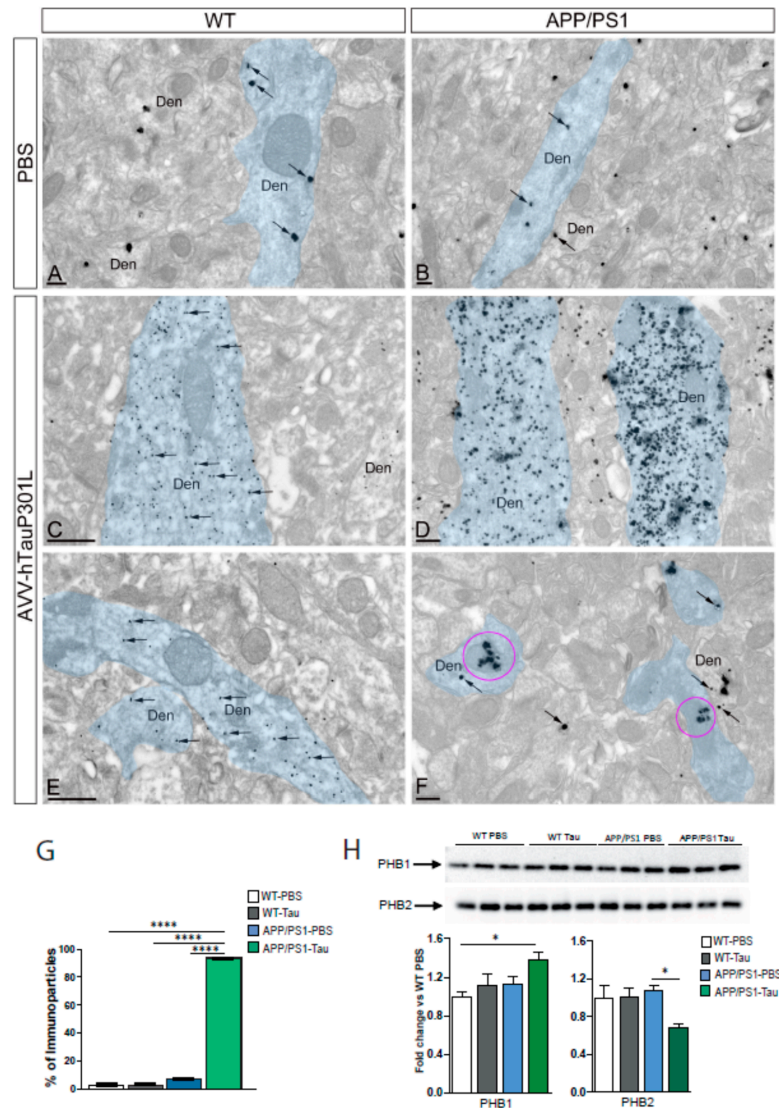 WT
APP/PS1
PBS
Den
Den
Den
A
Den
Den
B
AVV-hTauP301L
Den
Den
C
Den
Den
D
Den
Den
E
Den
Den
F
G
WT-PBS
WT-Tau
APP/PS1-PBS
APP/PS1-Tau
% of Immunoparticles
100
80
60
40
20
0
****
****
****
H
WT PBS
WT Tau
APP/PS1 PBS
APP/PS1 Tau
PHB1
PHB2
Fold change vs WT PBS
1.6
1.2
0.8
0.4
0.0
*
PHB1
1.6
1.2
0.8
0.4
0.0
*
PHB2
WT-PBS
WT-Tau
APP/PS1-PBS
APP/PS1-Tau